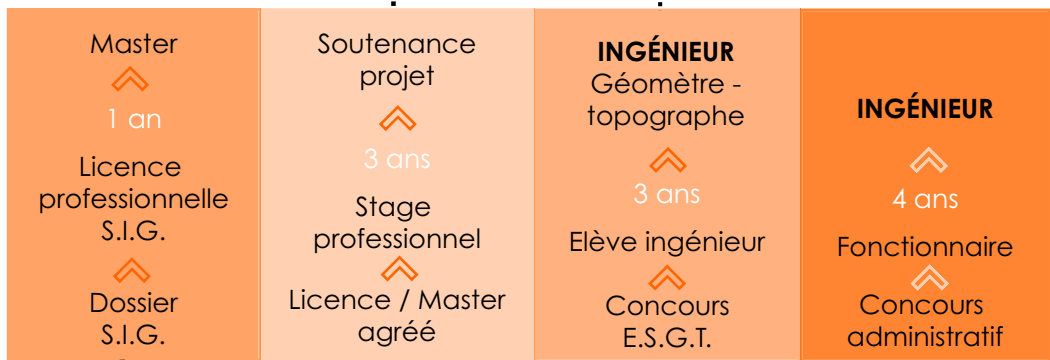 Master
1 an
Licence
professionnelle
S.I.G.
Dossier
S.I.G.
Soutenance
projet
3 ans
Stage
professionnel
Licence / Master
agréé
INGÉNIEUR
Géomètre -
topographe
3 ans
Elève ingénieur
Concours
E.S.G.T.
INGÉNIEUR
4 ans
Fonctionnaire
Concours
administratif